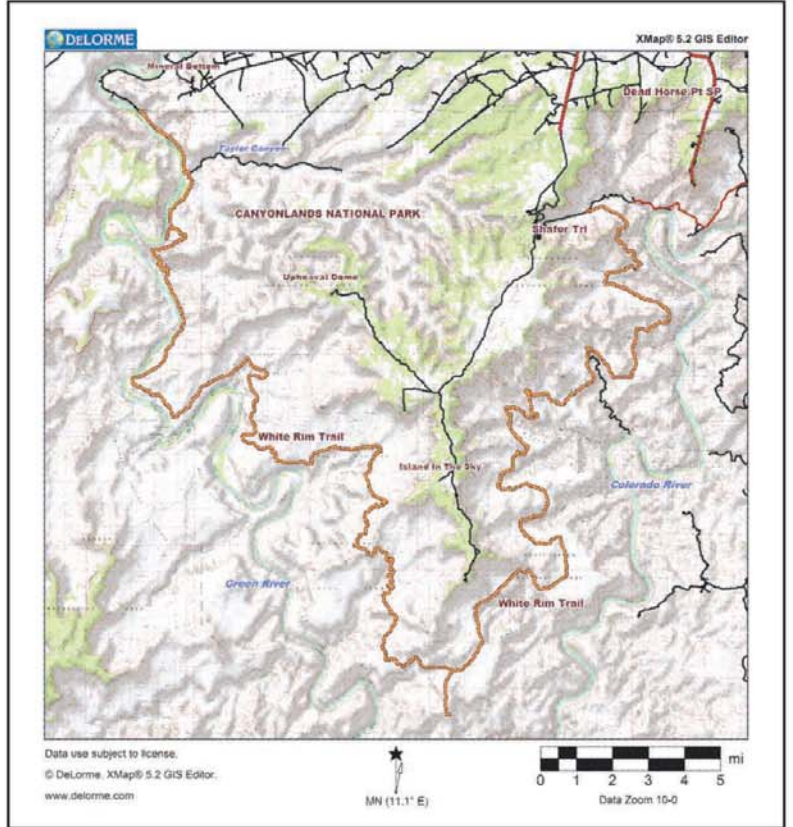 DELORME
XMap® 5.2 GIS Editor
Mineral Bottom
Dead Horse Pt SP
Taylor Canyon
CANYONLANDS NATIONAL PARK
Shafer Trl
Upheaval Dome
White Rim Trail
Island In The Sky
Colorado River
Green River
White Rim Trail
Data use subject to license.
© DeLorme. XMap® 5.2 GIS Editor.
www.delorme.com
MN (11.1° E)
mi
0 1 2 3 4 5
Data Zoom 10-0